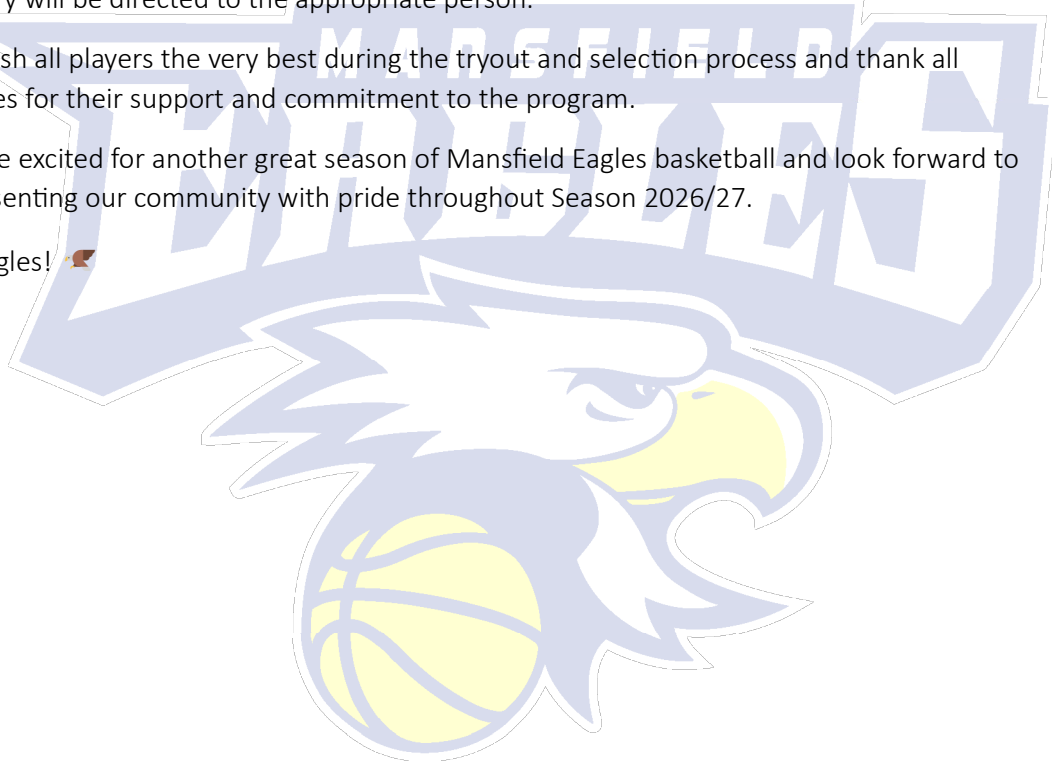 y will be directed to the appropriate person.
sh all players the very best during the tryout and selection process and thank all
es for their support and commitment to the program.
e excited for another great season of Mansfield Eagles basketball and look forward to
senting our community with pride throughout Season 2026/27.
gles! 🦅
MANSFIELD
EAGLES